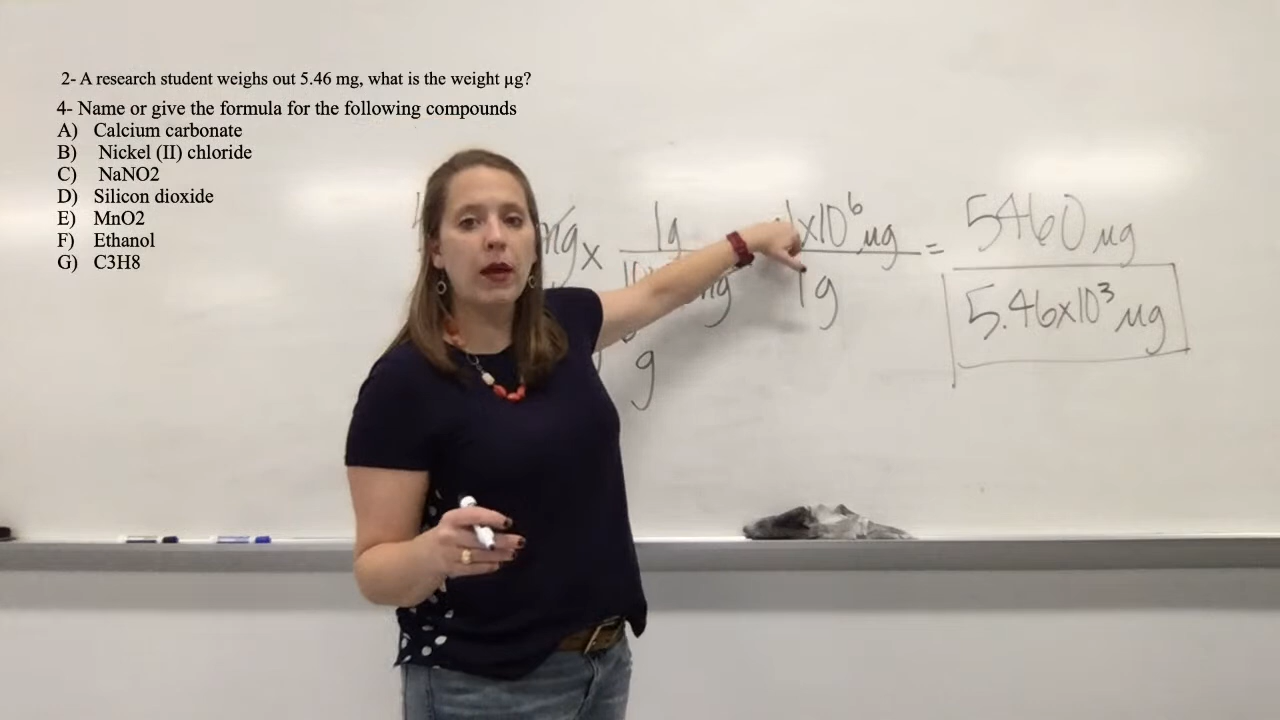 2- A research student weighs out 5.46 mg, what is the weight µg?
4- Name or give the formula for the following compounds
A) Calcium carbonate
B) Nickel (II) chloride
C) NaNO2
D) Silicon dioxide
E) MnO2
F) Ethanol
G) C3H8
mg x 1g 1x10⁶ µg = 5460 µg
1g 5.46x10³ µg
g